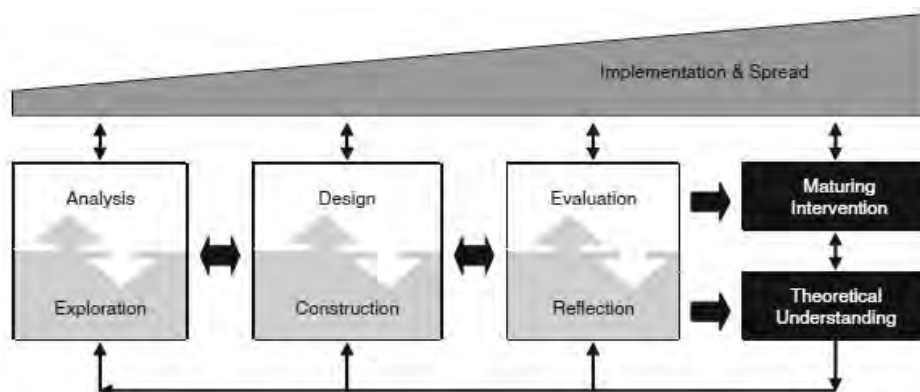 Implementation & Spread
Analysis
Exploration
Design
Construction
Evaluation
Reflection
Maturing
Intervention
Theoretical
Understanding